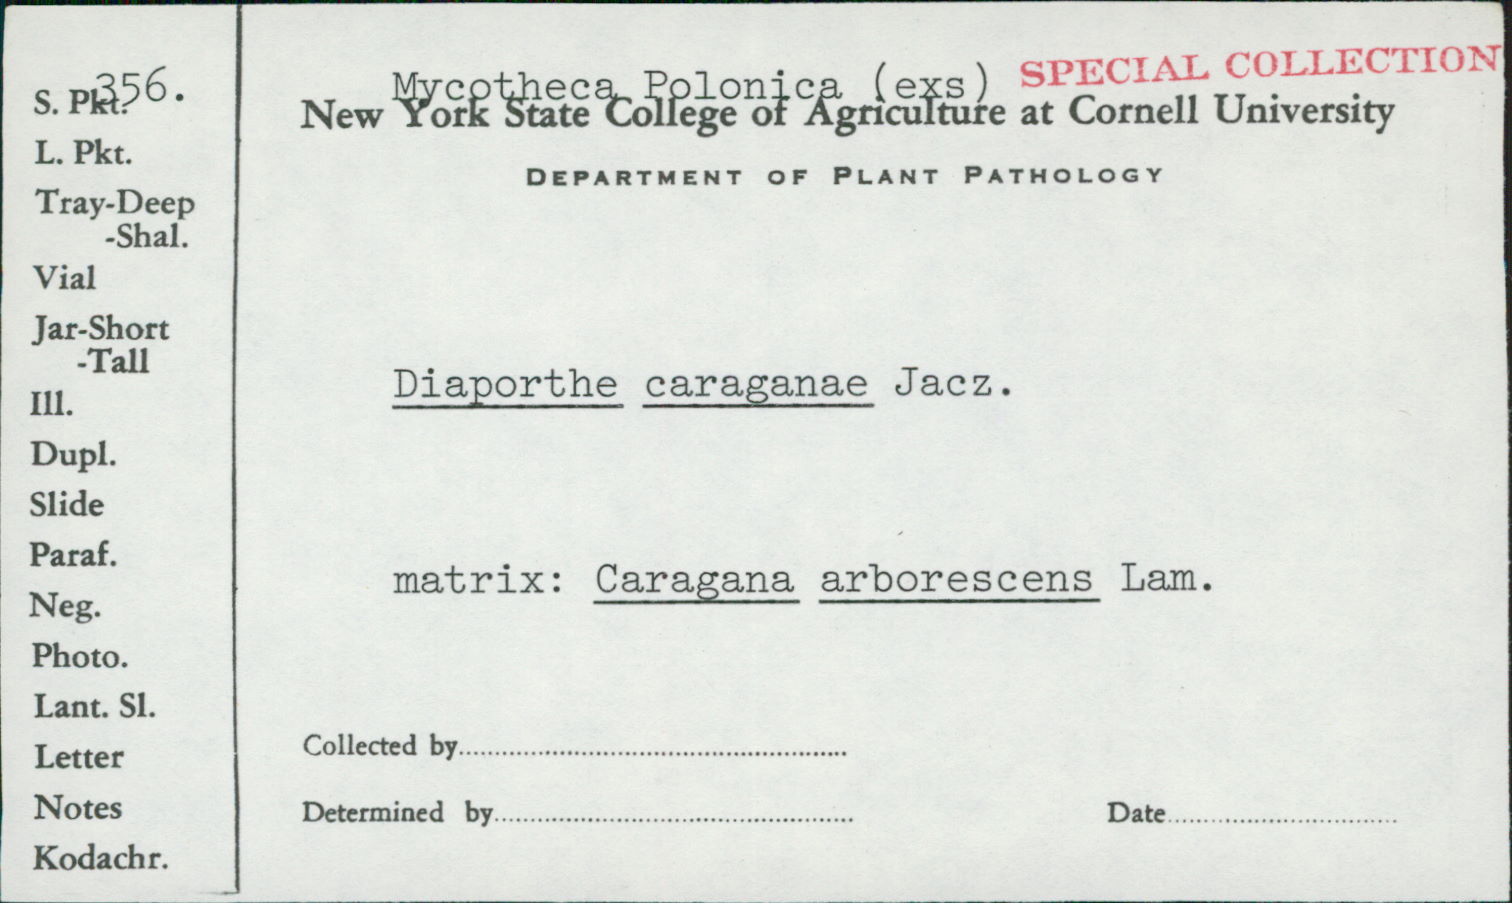 356.
S. Pkt.
L. Pkt.
Tray-Deep
-Shal.
Vial
Jar-Short
-Tall
Ill.
Dupl.
Slide
Paraf.
Neg.
Photo.
Lant. Sl.
Letter
Notes
Kodachr.
Mycotheca Polonica (exs)
SPECIAL COLLECTION
New York State College of Agriculture at Cornell University
DEPARTMENT OF PLANT PATHOLOGY
Diaporthe caraganae Jacz.
matrix: Caragana arborescens Lam.
Collected by
Determined by
Date